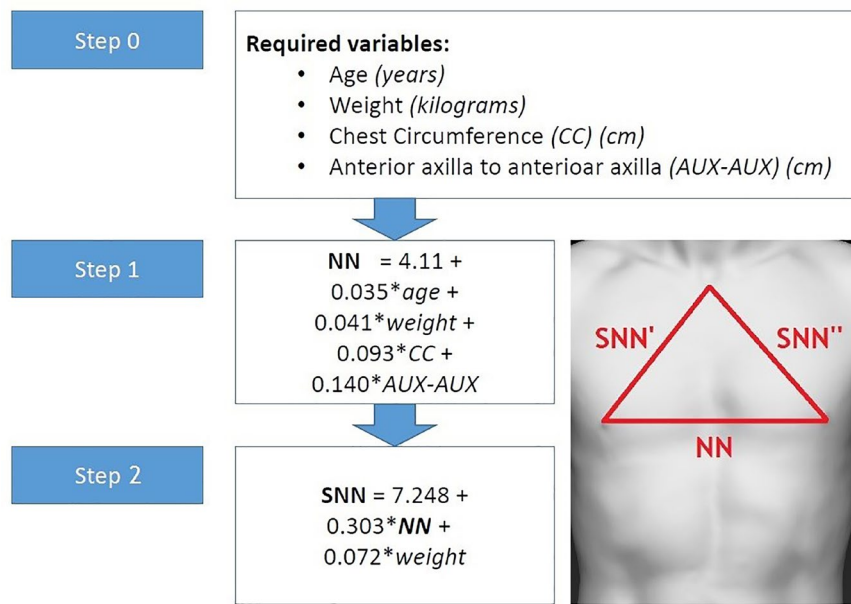 Step 0
Required variables:
• Age (years)
• Weight (kilograms)
• Chest Circumference (CC) (cm)
• Anterior axilla to anterioar axilla (AUX-AUX) (cm)
Step 1
NN = 4.11 +
0.035*age +
0.041*weight +
0.093*CC +
0.140*AUX-AUX
SNN'
SNN"
NN
Step 2
SNN = 7.248 +
0.303*NN +
0.072*weight